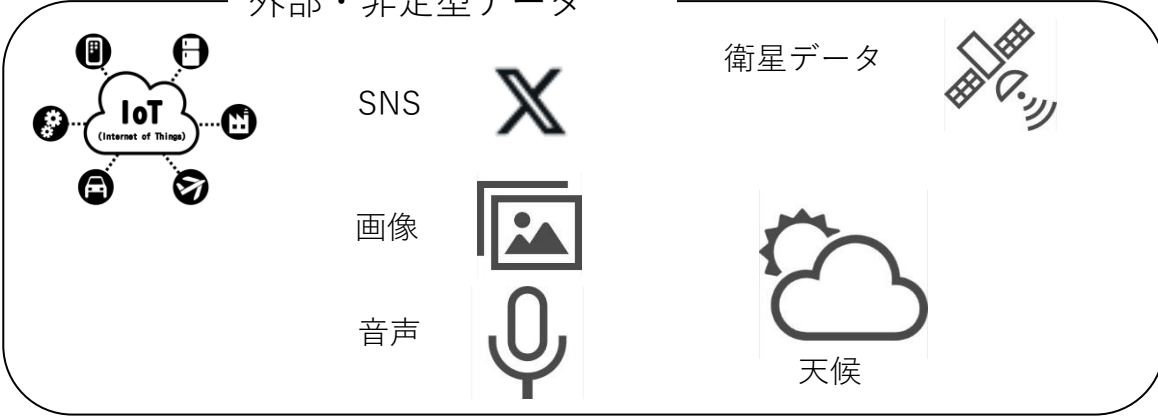 外部・非定型データ
IoT
(Internet of Things)
SNS
画像
音声
衛星データ
天候